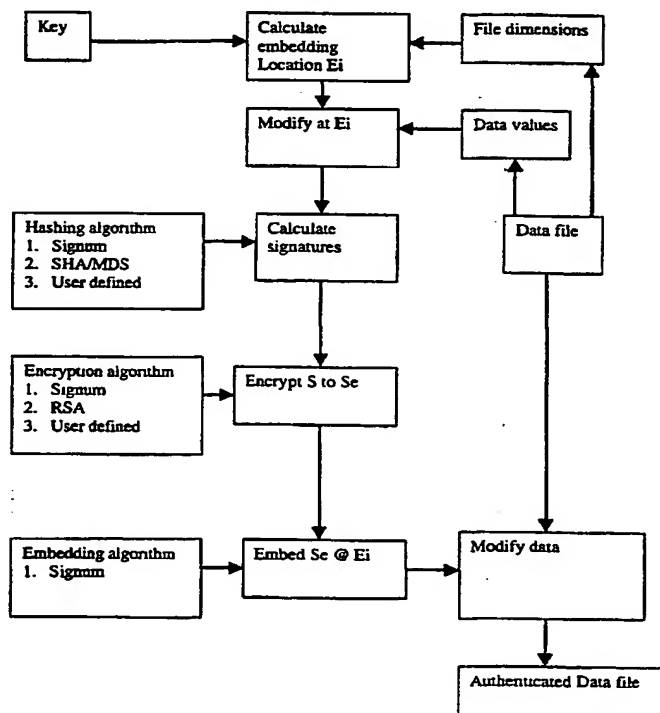 Key
Calculate
embedding
Location Ei
File dimensions
Modify at Ei
Data values
Hashing algorithm
1. Signum
2. SHA/MDS
3. User defined
Calculate
signatures
Data file
Encryption algorithm
1. Signum
2. RSA
3. User defined
Encrypt S to Se
Embedding algorithm
1. Signum
Embed Se @ Ei
Modify data
Authenticated Data file